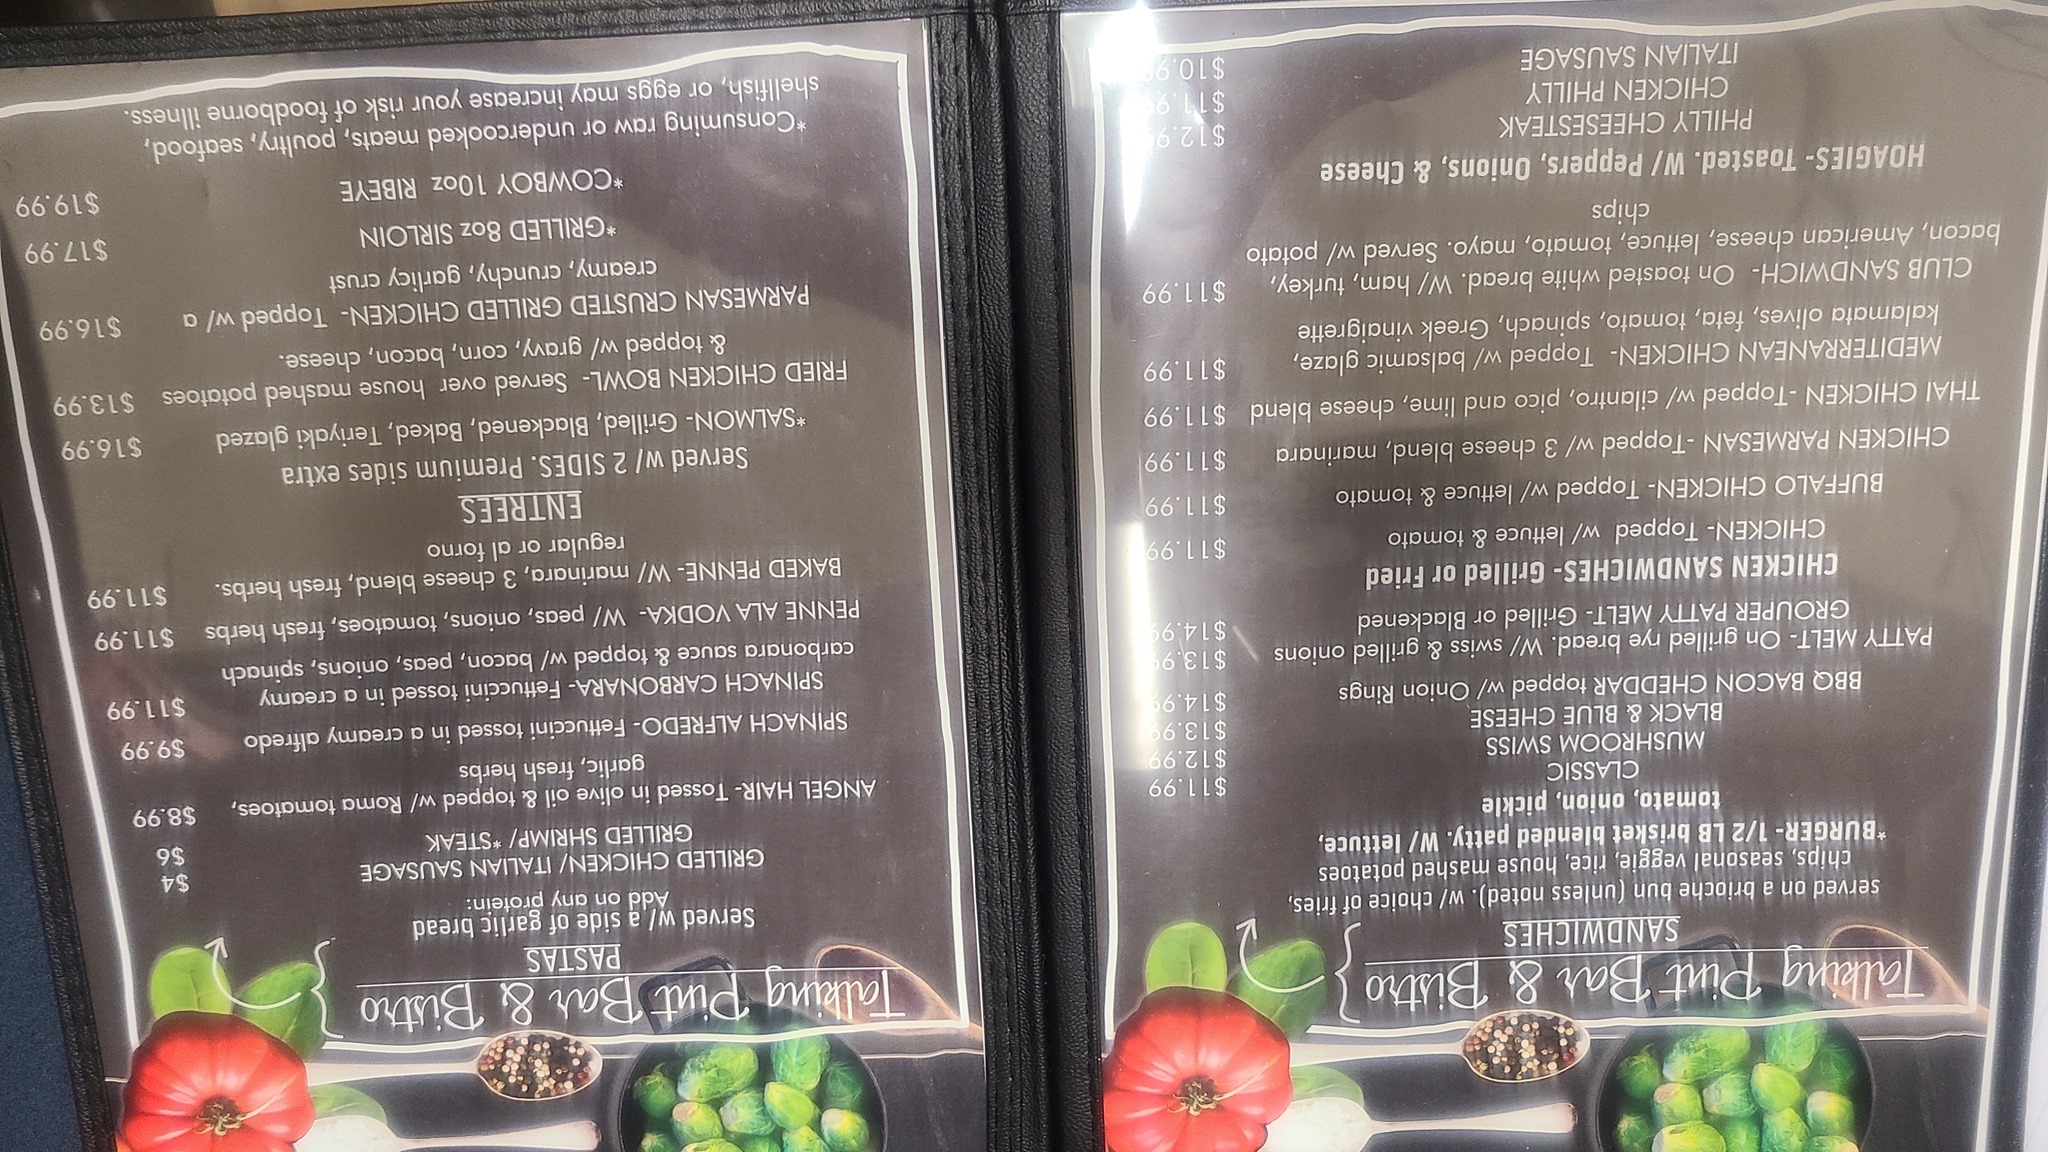 Talking Pint Bar & Bistro
SANDWICHES
served on a brioche bun (unless noted). w/ choice of fries,
chips, seasonal veggie, rice, house mashed potatoes
*BURGER- 1/2 LB brisket blended patty. W/ lettuce,
tomato, onion, pickle
CLASSIC $11.99
MUSHROOM SWISS $12.99
BLACK & BLUE CHEESE $13.99
BBQ BACON CHEDDAR topped w/ Onion Rings $14.99
PATTY MELT- On grilled rye bread. W/ swiss & grilled onions $13.99
GROUPER PATTY MELT- Grilled or Blackened $14.99
CHICKEN SANDWICHES- Grilled or Fried
CHICKEN- Topped w/ lettuce & tomato $11.99
BUFFALO CHICKEN- Topped w/ lettuce & tomato $11.99
CHICKEN PARMESAN -Topped w/ 3 cheese blend, marinara $11.99
THAI CHICKEN -Topped w/ cilantro, pico and lime, cheese blend $11.99
MEDITERRANEAN CHICKEN- Topped w/ balsamic glaze, $11.99
kalamata olives, feta, tomato, spinach, Greek vinaigrette
CLUB SANDWICH- On toasted white bread. W/ ham, turkey, $11.99
bacon, American cheese, lettuce, tomato, mayo. Served w/ potato
chips
HOAGIES- Toasted. W/ Peppers, Onions, & Cheese
PHILLY CHEESESTEAK $12.9
CHICKEN PHILLY $11.9
ITALIAN SAUSAGE $10.99
Talking Pint Bar & Bistro
PASTAS
Served w/ a side of garlic bread
Add on any protein:
GRILLED CHICKEN/ ITALIAN SAUSAGE $4
GRILLED SHRIMP/ *STEAK $6
ANGEL HAIR- Tossed in olive oil & topped w/ Roma tomatoes, $8.99
garlic, fresh herbs
SPINACH ALFREDO- Fettuccini tossed in a creamy alfredo $9.99
SPINACH CARBONARA- Fettuccini tossed in a creamy $11.99
carbonara sauce & topped w/ bacon, peas, onions, spinach
PENNE ALA VODKA- W/ peas, onions, tomatoes, fresh herbs $11.99
BAKED PENNE- W/ marinara, 3 cheese blend, fresh herbs. $11.99
regular or al forno
ENTREES
Served w/ 2 SIDES. Premium sides extra
*SALMON- Grilled, Blackened, Baked, Teriyaki glazed $16.99
FRIED CHICKEN BOWL- Served over house mashed potatoes $13.99
& topped w/ gravy, corn, bacon, cheese.
PARMESAN CRUSTED GRILLED CHICKEN- Topped w/ a $16.99
creamy, crunchy, garlicy crust
*GRILLED 8oz SIRLOIN $17.99
*COWBOY 10oz RIBEYE $19.99
*Consuming raw or undercooked meats, poultry, seafood,
shellfish, or eggs may increase your risk of foodborne illness.